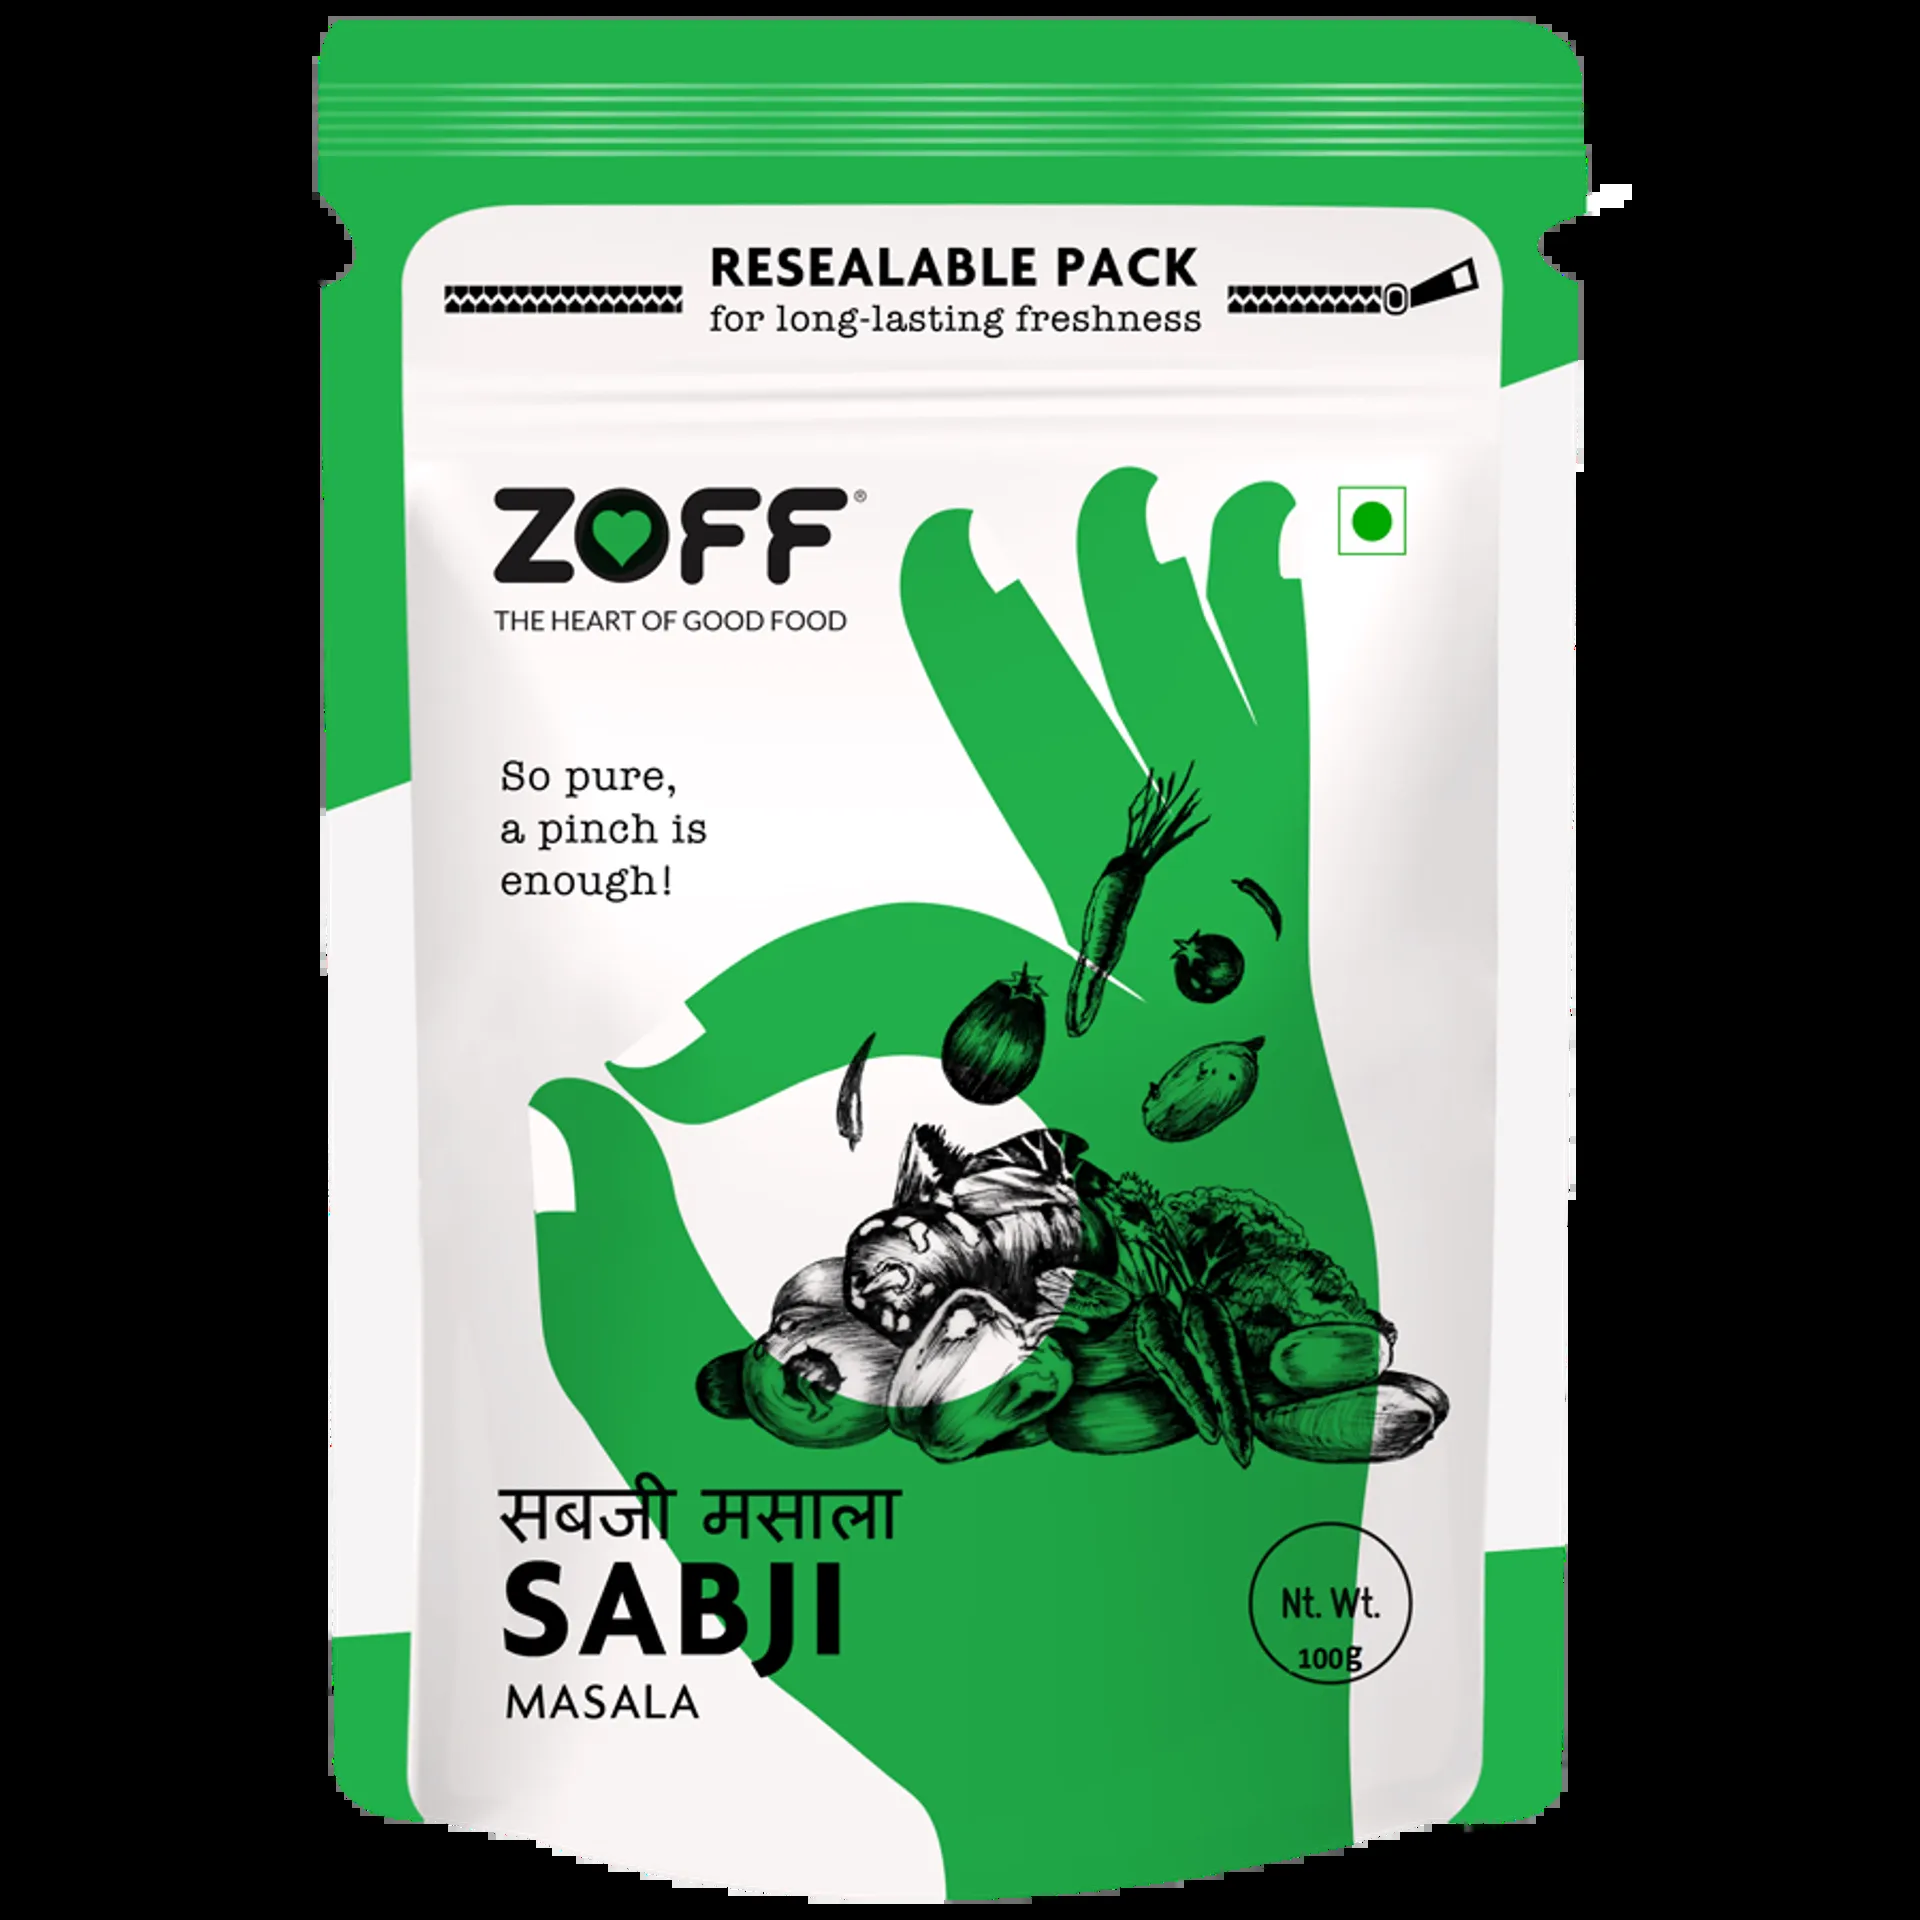 RESEALABLE PACK
for long-lasting freshness
ZOFF®
THE HEART OF GOOD FOOD
So pure,
a pinch is
enough!
सबजी मसाला
SABJI
MASALA
Nt. Wt.
100g